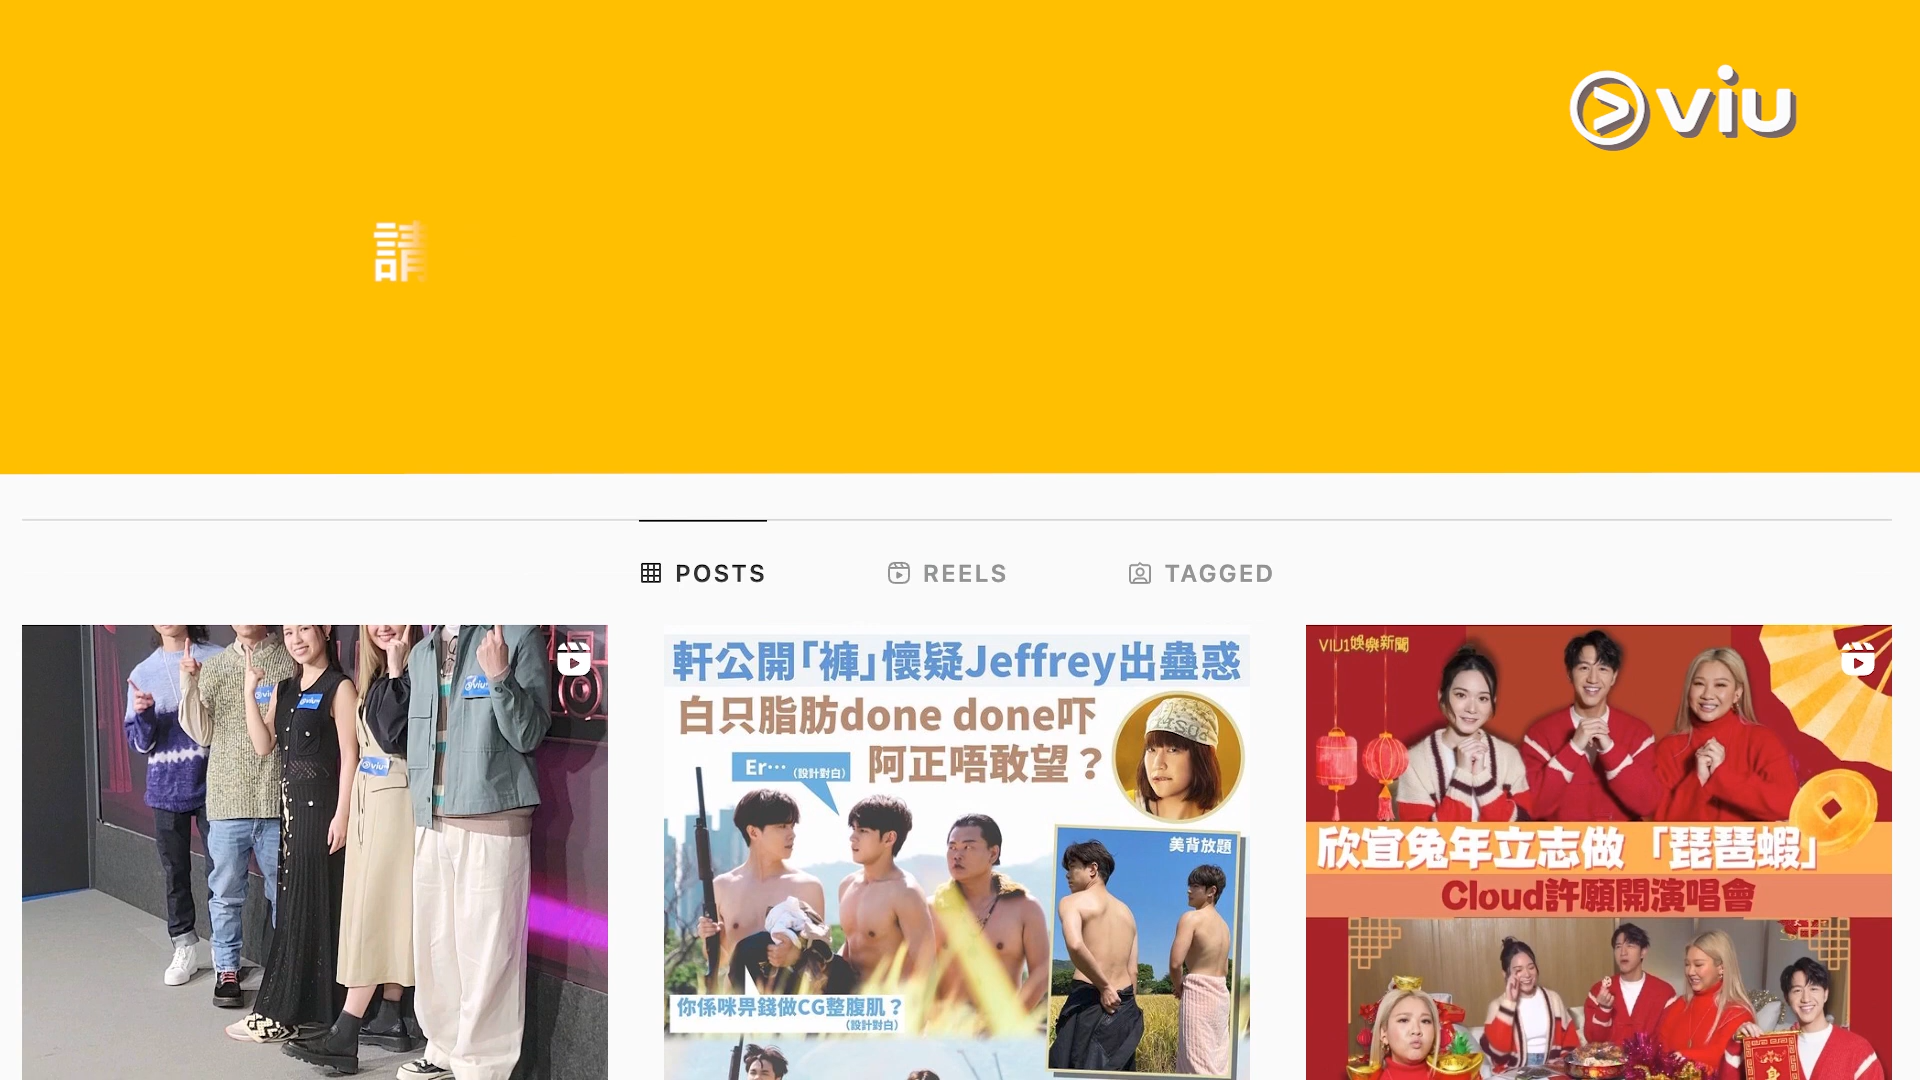 viu
請
POSTS
REELS
TAGGED
viu
viu
viu
viu
軒公開「褲」懷疑Jeffrey出蠱惑
白只脂肪done done吓
阿正唔敢望？
Er… (設計對白)
美背放題
你係咪畀錢做CG整腹肌？
(設計對白)
VIU1娛樂新聞
欣宜兔年立志做「琵琶蝦」
Cloud許願開演唱會